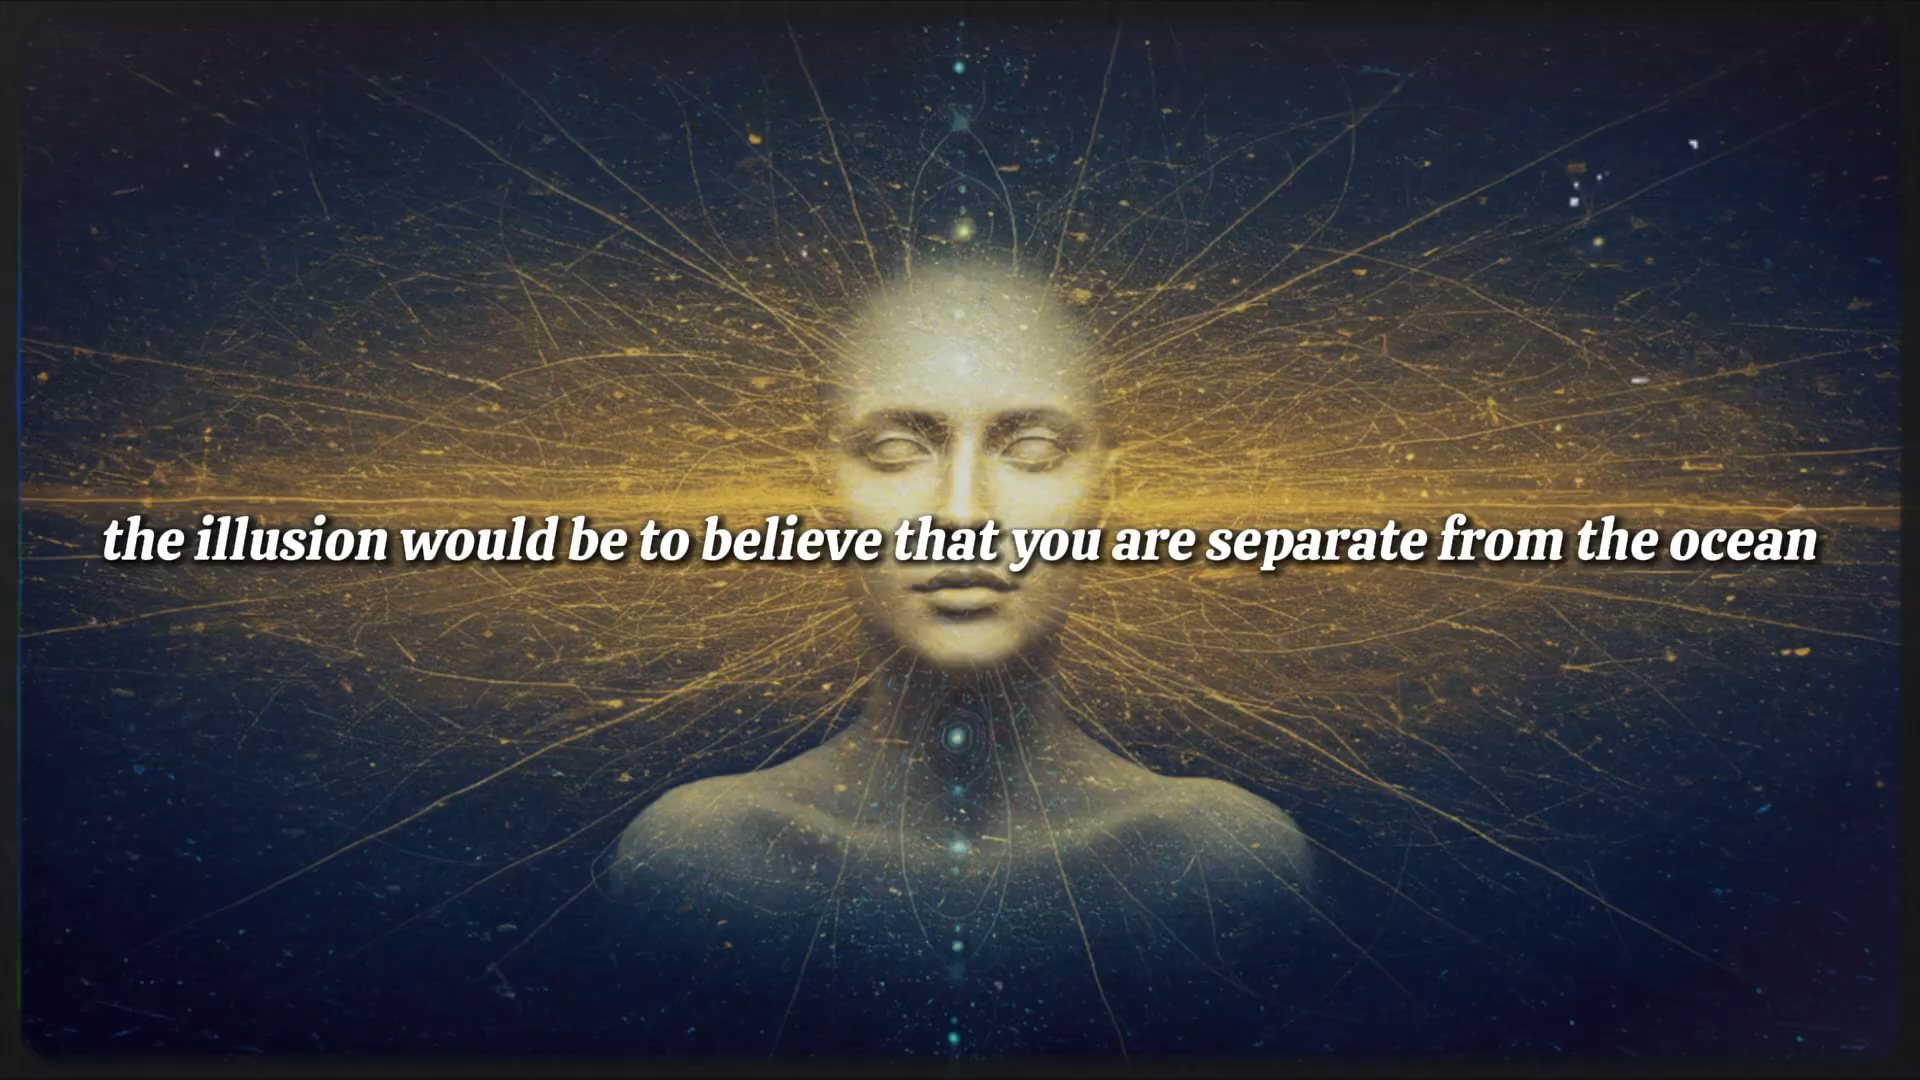 the illusion would be to believe that you are separate from the ocean